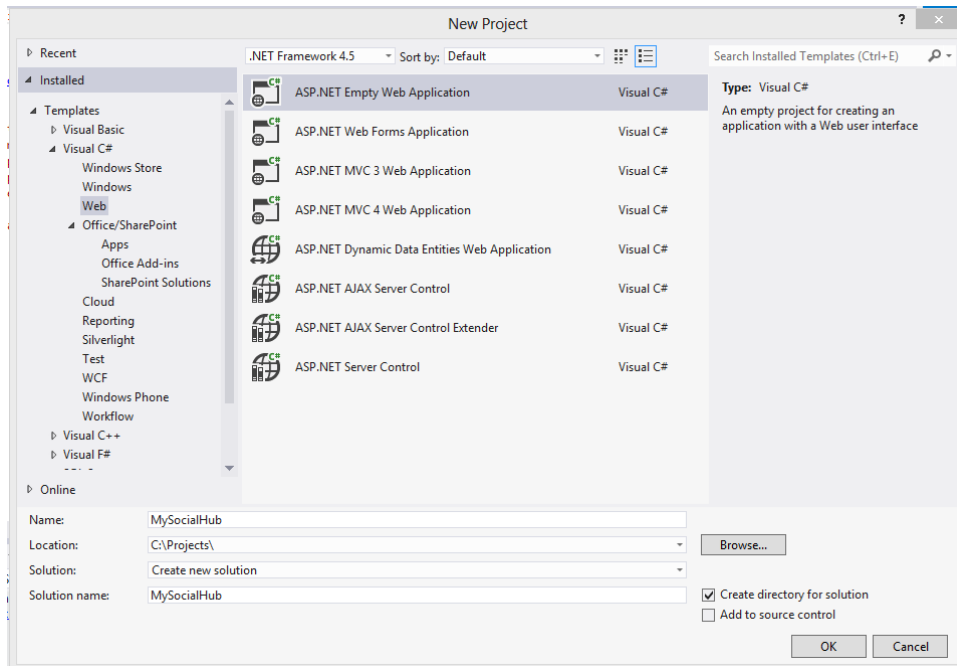 New Project
?
Recent
.NET Framework 4.5 Sort by: Default
Search Installed Templates (Ctrl+E)
Installed
Templates
Visual Basic
Visual C#
Windows Store
Windows
Web
Office/SharePoint
Apps
Office Add-ins
SharePoint Solutions
Cloud
Reporting
Silverlight
Test
WCF
Windows Phone
Workflow
Visual C++
Visual F#
Online
ASP.NET Empty Web Application Visual C#
ASP.NET Web Forms Application Visual C#
ASP.NET MVC 3 Web Application Visual C#
ASP.NET MVC 4 Web Application Visual C#
ASP.NET Dynamic Data Entities Web Application Visual C#
ASP.NET AJAX Server Control Visual C#
ASP.NET AJAX Server Control Extender Visual C#
ASP.NET Server Control Visual C#
Type: Visual C#
An empty project for creating an
application with a Web user interface
Name: MySocialHub
Location: C:\Projects\
Browse...
Solution: Create new solution
Solution name: MySocialHub
Create directory for solution
Add to source control
OK Cancel